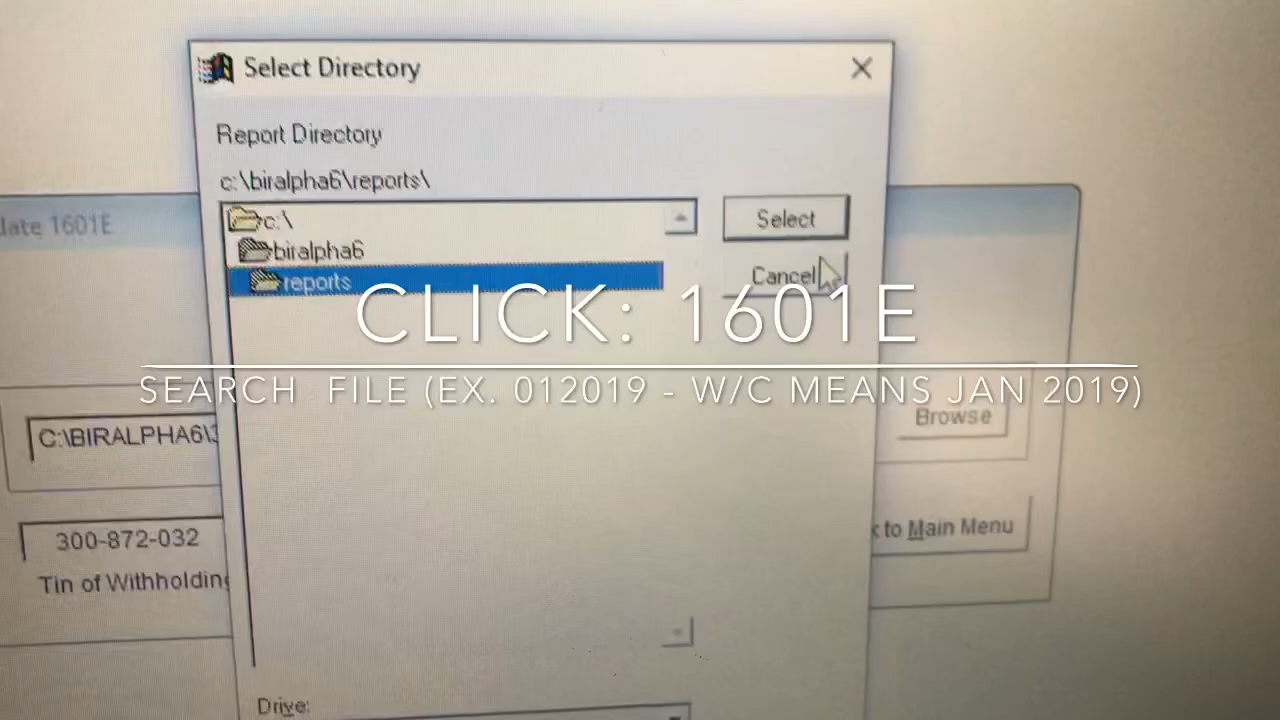 Select Directory
Report Directory
c:\biralpha6\reports\
c:\
biralpha6
reports
Select
Cancel
CLICK: 1601E
SEARCH FILE (EX. 012019 - W/C MEANS JAN 2019)
1601E
C:\BIRALPHA6\
Browse
300-872-032
to Main Menu
Tin of Withholding
Drive: